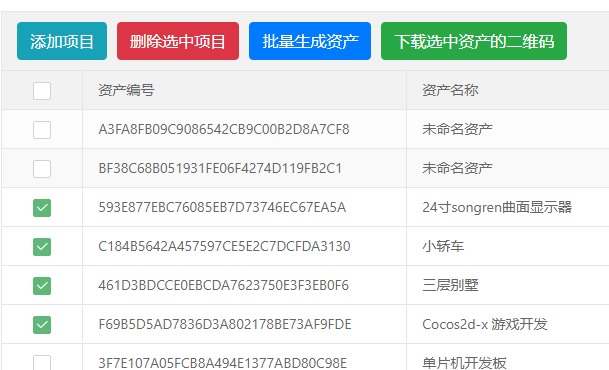 添加项目 删除选中项目 批量生成资产 下载选中资产的二维码
资产编号 资产名称
A3FA8FB09C9086542CB9C00B2D8A7CF8 未命名资产
BF38C68B051931FE06F4274D119FB2C1 未命名资产
593E877EBC76085EB7D73746EC67EA5A 24寸songren曲面显示器
C184B5642A457597CE5E2C7DCFDA3130 小轿车
461D3BDCCE0EBCDA7623750E3F3EB0F6 三层别墅
F69B5D5AD7836D3A802178BE73AF9FDE Cocos2d-x 游戏开发
3F7E107A05FCB8A494E1377ABD80C98E 单片机开发板